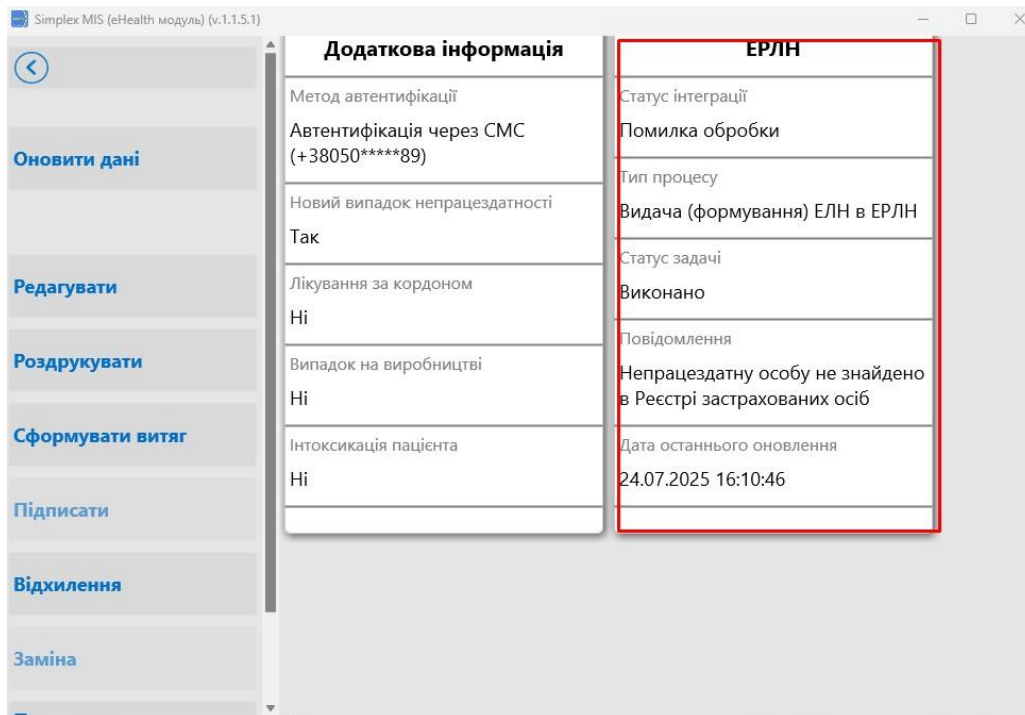 Simplex MIS (eHealth модуль) (v.1.1.5.1)
Оновити дані
Редагувати
Роздрукувати
Сформувати витяг
Підписати
Відхилення
Заміна
Додаткова інформація
Метод автентифікації
Автентифікація через СМС
(+38050*****89)
Новий випадок непрацездатності
Так
Лікування за кордоном
Ні
Випадок на виробництві
Ні
Інтоксикація пацієнта
Ні
ЕРЛН
Статус інтеграції
Помилка обробки
Тип процесу
Видача (формування) ЕЛН в ЕРЛН
Статус задачі
Виконано
Повідомлення
Непрацездатну особу не знайдено
в Реєстрі застрахованих осіб
Дата останнього оновлення
24.07.2025 16:10:46